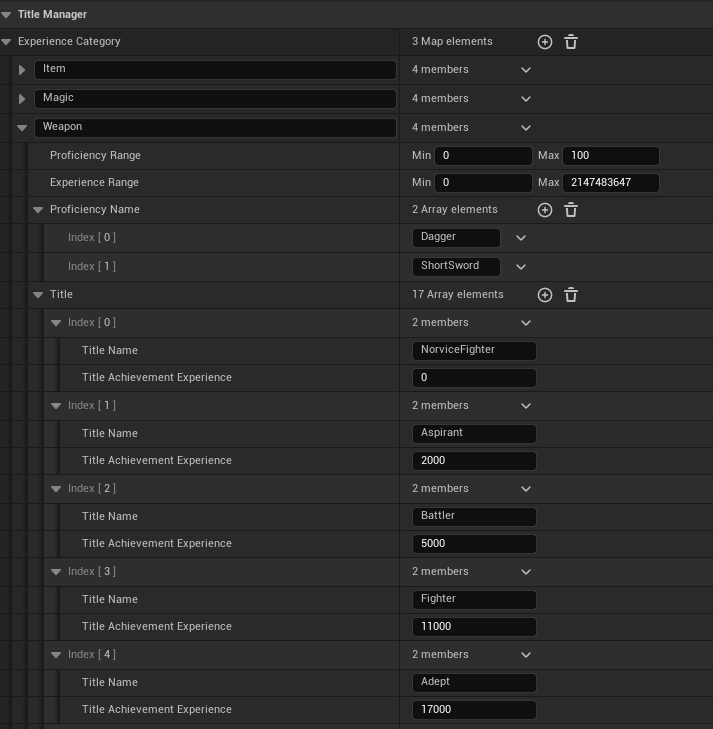 Title Manager
Experience Category 3 Map elements
Item 4 members
Magic 4 members
Weapon 4 members
Proficiency Range Min 0 Max 100
Experience Range Min 0 Max 2147483647
Proficiency Name 2 Array elements
Index [ 0 ] Dagger
Index [ 1 ] ShortSword
Title 17 Array elements
Index [ 0 ] 2 members
Title Name NorviceFighter
Title Achievement Experience 0
Index [ 1 ] 2 members
Title Name Aspirant
Title Achievement Experience 2000
Index [ 2 ] 2 members
Title Name Battler
Title Achievement Experience 5000
Index [ 3 ] 2 members
Title Name Fighter
Title Achievement Experience 11000
Index [ 4 ] 2 members
Title Name Adept
Title Achievement Experience 17000